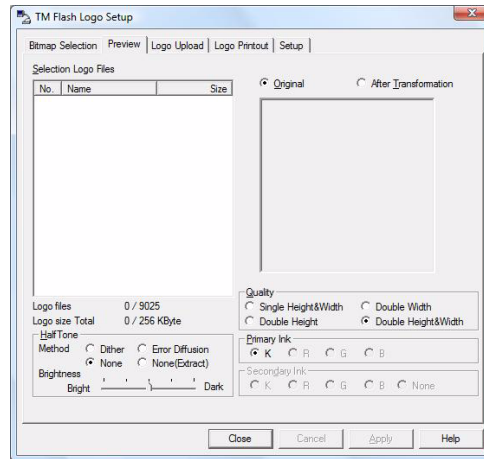 TM Flash Logo Setup
Bitmap Selection Preview Logo Upload Logo Printout Setup
Selection Logo Files
No. Name Size
Original After Transformation
Logo files 0 / 9025
Logo size Total 0 / 256 KByte
Quality
Single Height&Width Double Width
Double Height Double Height&Width
HalfTone
Method Dither Error Diffusion
None None(Extract)
Brightness
Bright Dark
Primary Ink
K R G B
Secondary Ink
K R G B None
Close Cancel Apply Help